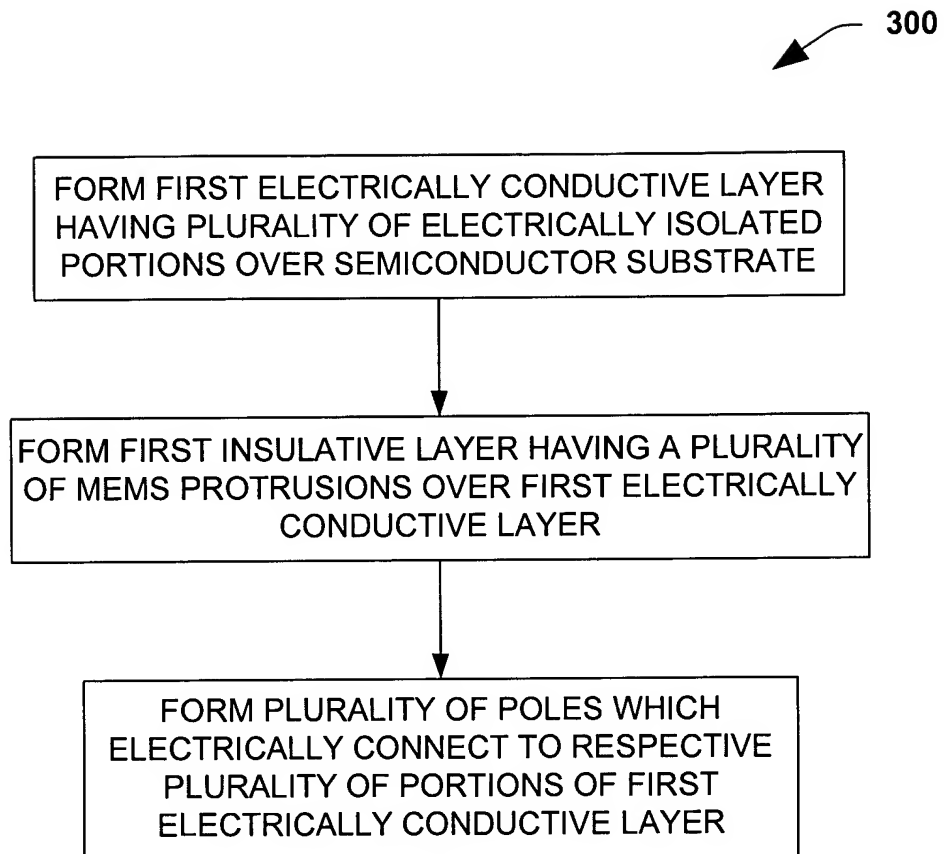 300
FORM FIRST ELECTRICALLY CONDUCTIVE LAYER
HAVING PLURALITY OF ELECTRICALLY ISOLATED
PORTIONS OVER SEMICONDUCTOR SUBSTRATE
FORM FIRST INSULATIVE LAYER HAVING A PLURALITY
OF MEMS PROTRUSIONS OVER FIRST ELECTRICALLY
CONDUCTIVE LAYER
FORM PLURALITY OF POLES WHICH
ELECTRICALLY CONNECT TO RESPECTIVE
PLURALITY OF PORTIONS OF FIRST
ELECTRICALLY CONDUCTIVE LAYER